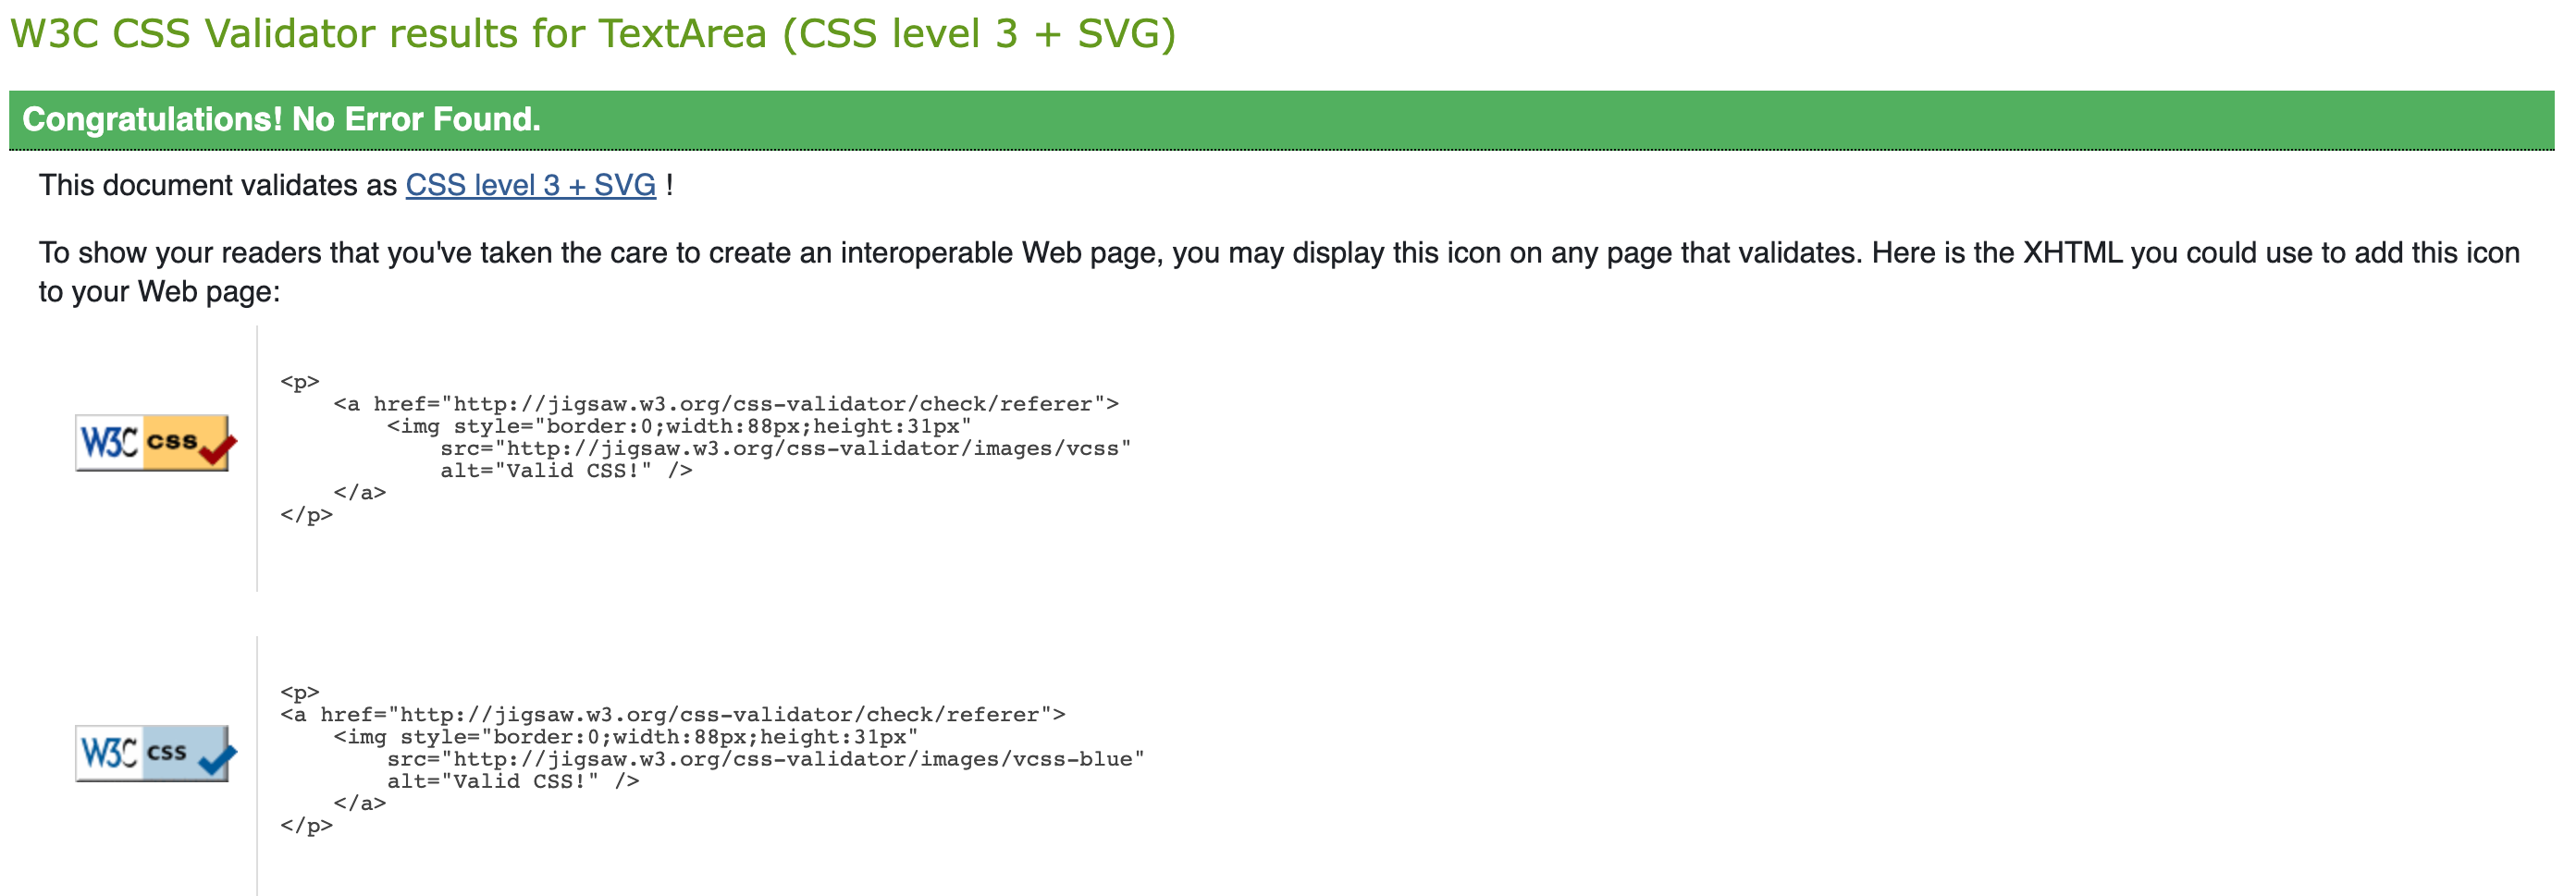 W3C CSS Validator results for TextArea (CSS level 3 + SVG)
Congratulations! No Error Found.
This document validates as CSS level 3 + SVG !
To show your readers that you've taken the care to create an interoperable Web page, you may display this icon on any page that validates. Here is the XHTML you could use to add this icon
to your Web page:
W3C css
<p>
    <a href="http://jigsaw.w3.org/css-validator/check/referer">
        <img style="border:0;width:88px;height:31px"
            src="http://jigsaw.w3.org/css-validator/images/vcss"
            alt="Valid CSS!" />
    </a>
</p>
W3C css
<p>
<a href="http://jigsaw.w3.org/css-validator/check/referer">
    <img style="border:0;width:88px;height:31px"
        src="http://jigsaw.w3.org/css-validator/images/vcss-blue"
        alt="Valid CSS!" />
    </a>
</p>